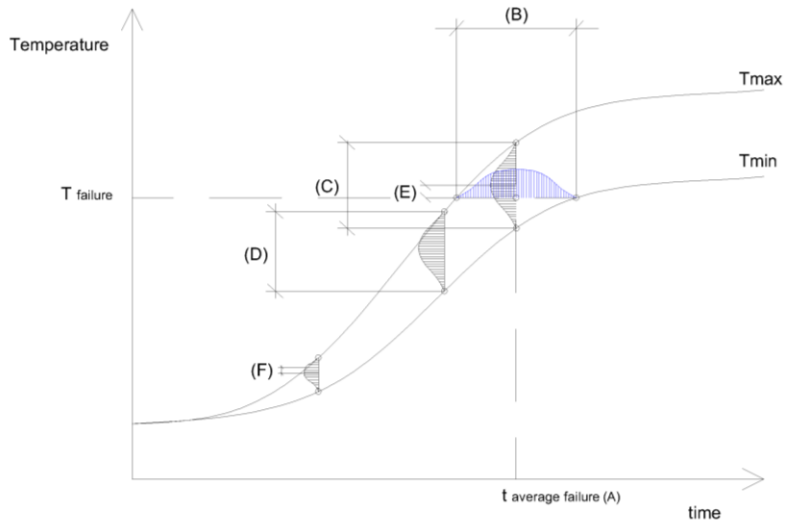 (B)
Temperature
Tmax
Tmin
(C)
(E)
T failure
(D)
(F)
t average failure (A)
time